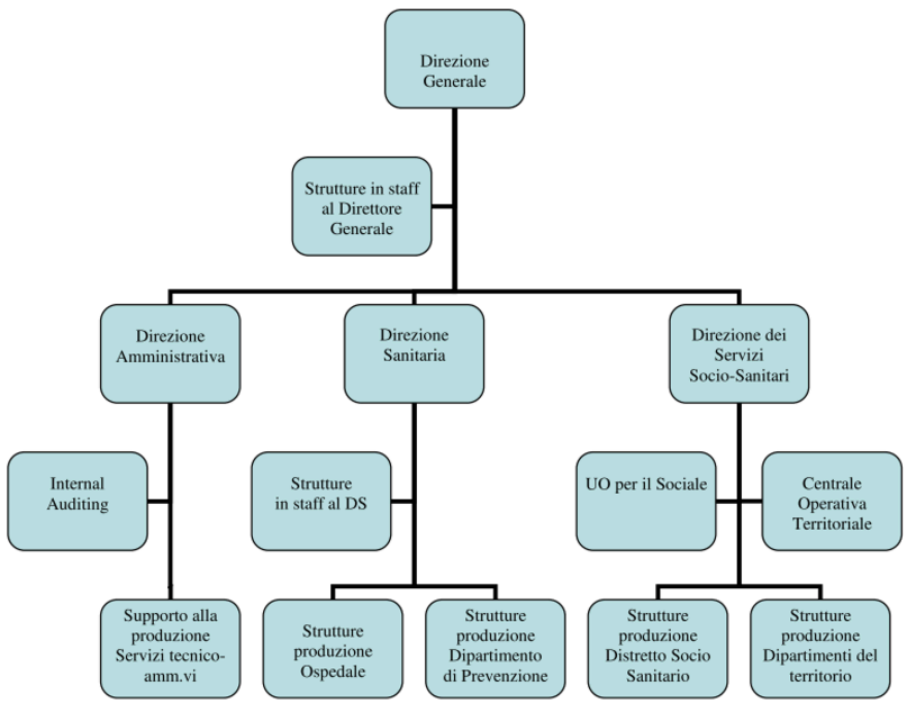 Direzione
Generale
Strutture in staff
al Direttore
Generale
Direzione
Amministrativa
Direzione
Sanitaria
Direzione dei
Servizi
Socio-Sanitari
Internal
Auditing
Strutture
in staff al DS
UO per il Sociale
Centrale
Operativa
Territoriale
Supporto alla
produzione
Servizi tecnico-
amm.vi
Strutture
produzione
Ospedale
Strutture
produzione
Dipartimento
di Prevenzione
Strutture
produzione
Distretto Socio
Sanitario
Strutture
produzione
Dipartimenti del
territorio